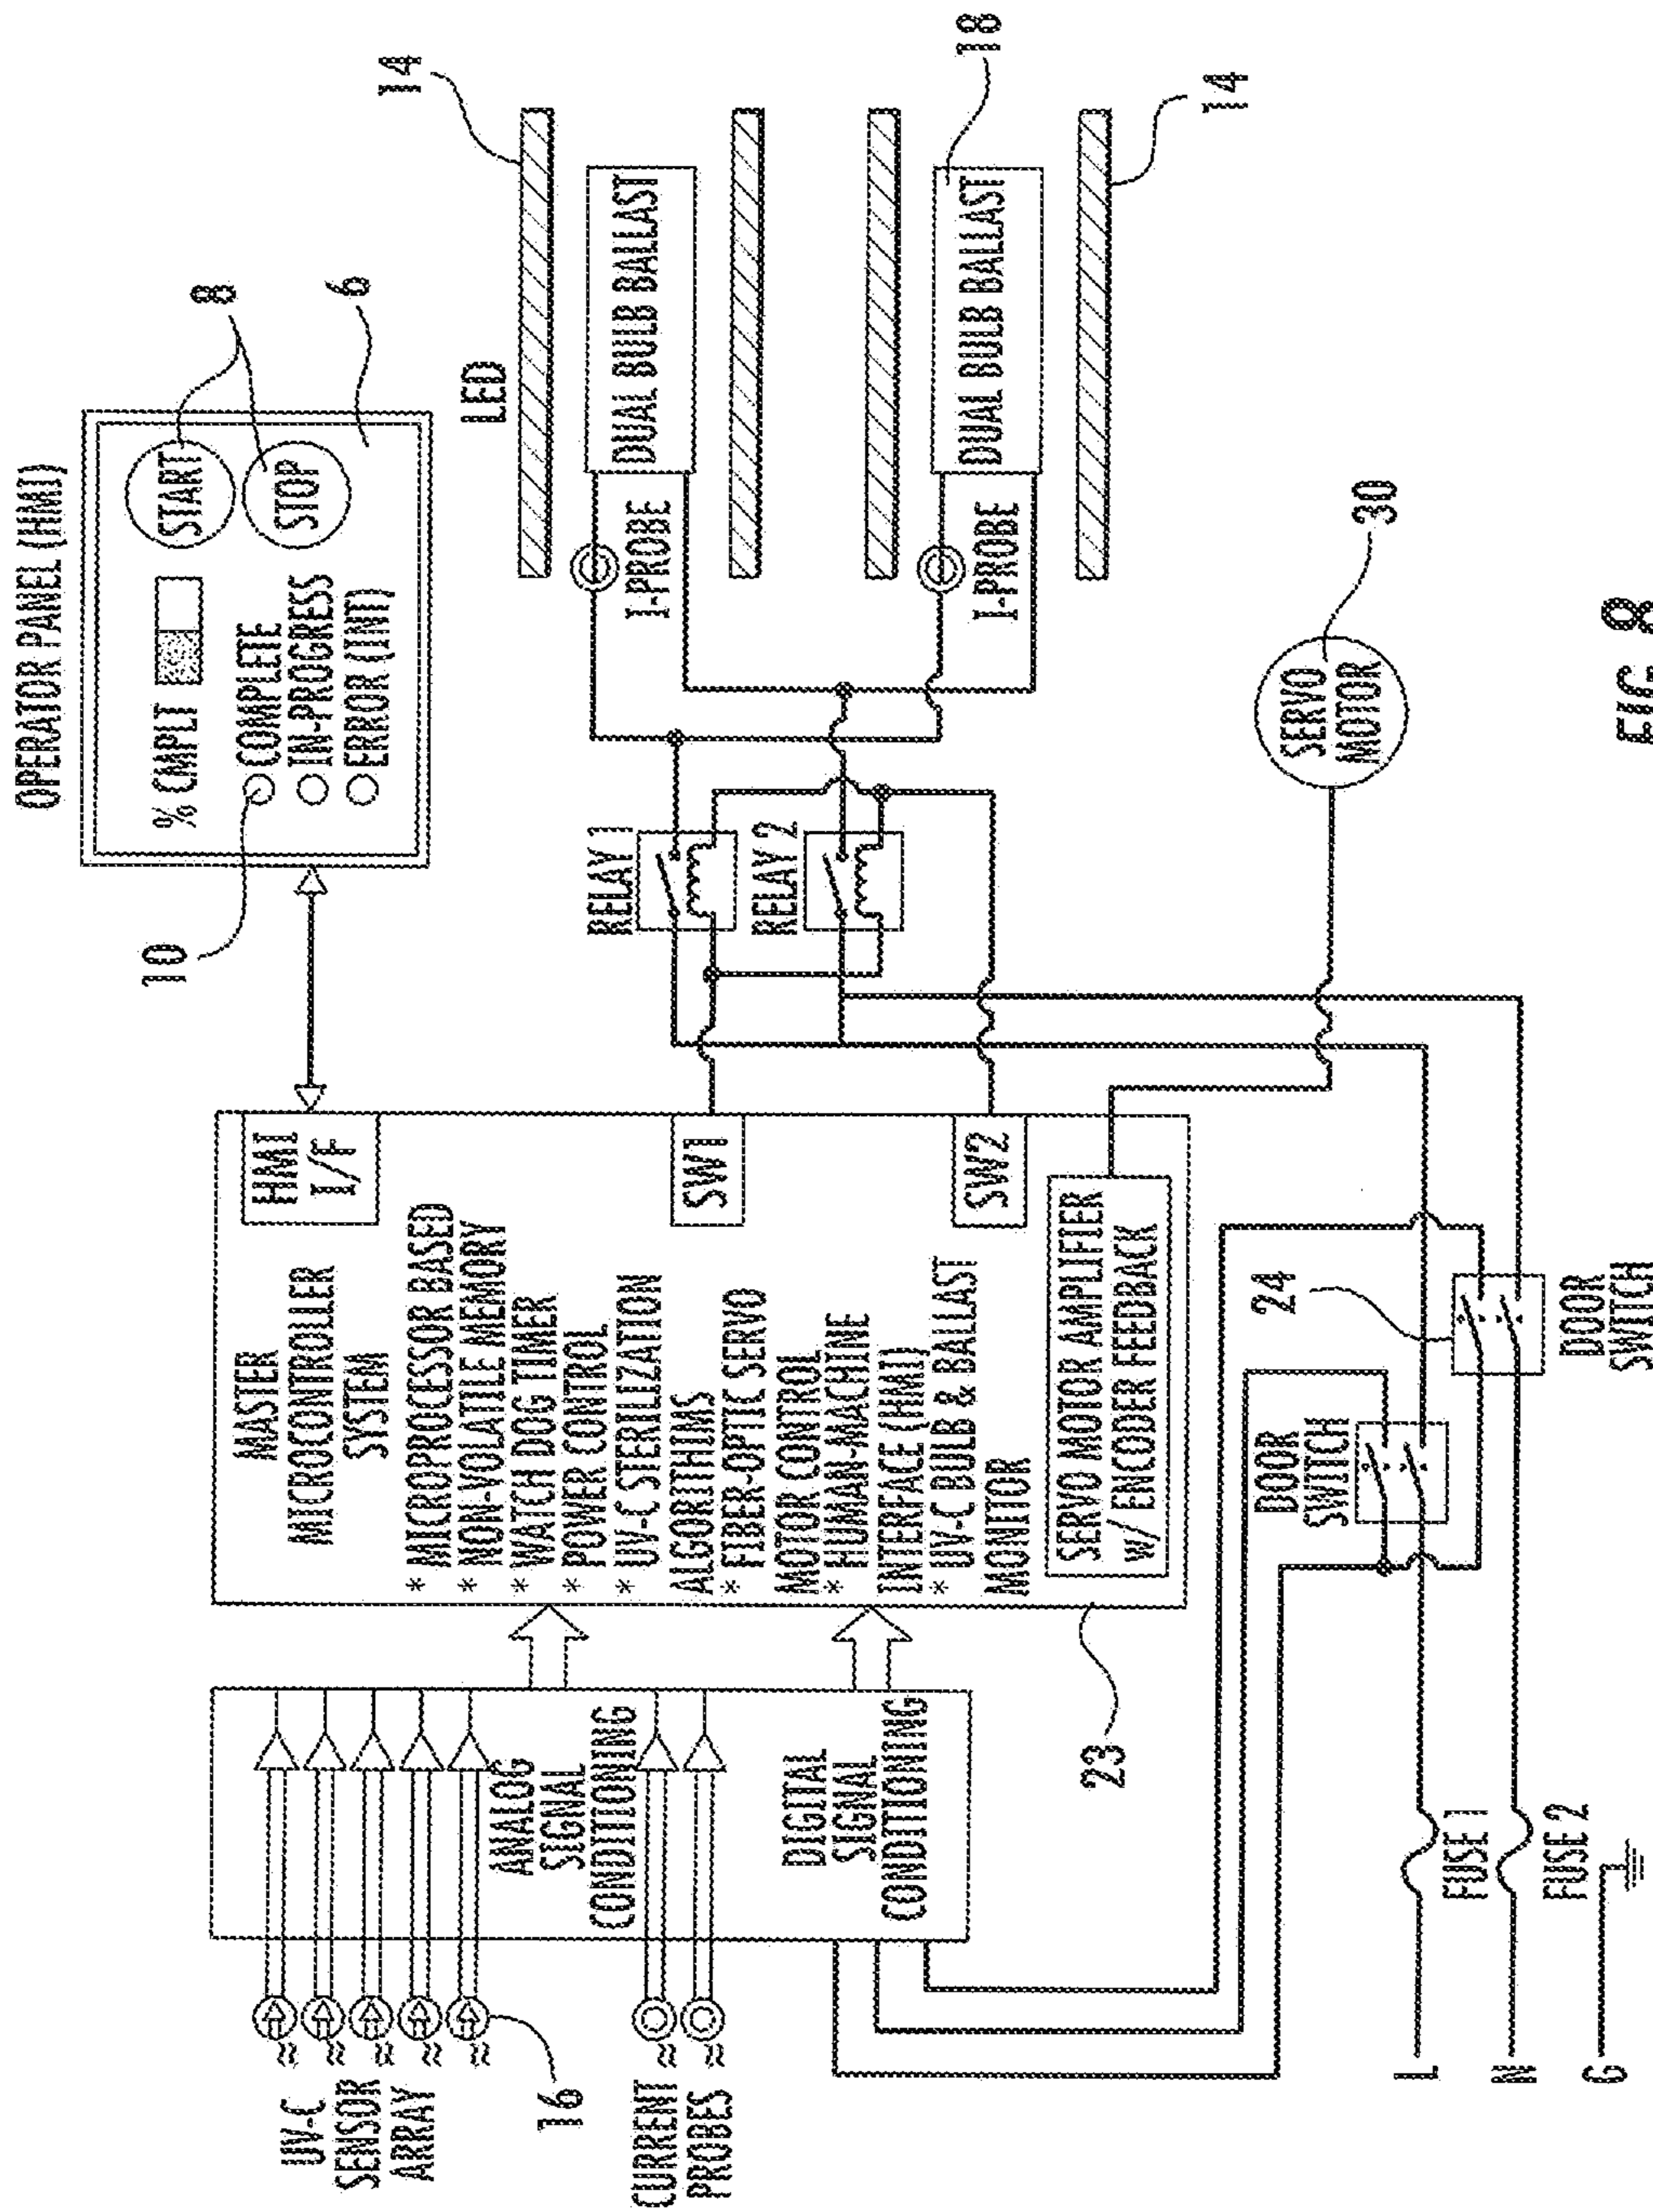 OPERATOR PANEL (HMI)
% CMPLT
START
STOP
COMPLETE
IN-PROGRESS
ERROR (INT)
8
6
10
UV-C
SENSOR
ARRAY
16
CURRENT
PROBES
ANALOG
SIGNAL
CONDITIONING
DIGITAL
SIGNAL
CONDITIONING
MASTER
MICROCONTROLLER
SYSTEM
* MICROPROCESSOR BASED
* NON-VOLATILE MEMORY
* WATCH DOG TIMER
* POWER CONTROL
* UV-C STERILIZATION
ALGORITHIMS
* FIBER-OPTIC SERVO
MOTOR CONTROL
* HUMAN-MACHINE
INTERFACE (HMI)
* UV-C BULB & BALLAST
MONITOR
SERVO MOTOR AMPLIFIER
W/ ENCODER FEEDBACK
HMI
I/F
SW1
SW2
23
RELAY 1
RELAY 2
LED
14
DUAL BULB BALLAST
I-PROBE
18
DUAL BULB BALLAST
I-PROBE
14
SERVO
MOTOR
30
DOOR
SWITCH
24
DOOR
SWITCH
L
FUSE 1
N
FUSE 2
G
FIG. 8